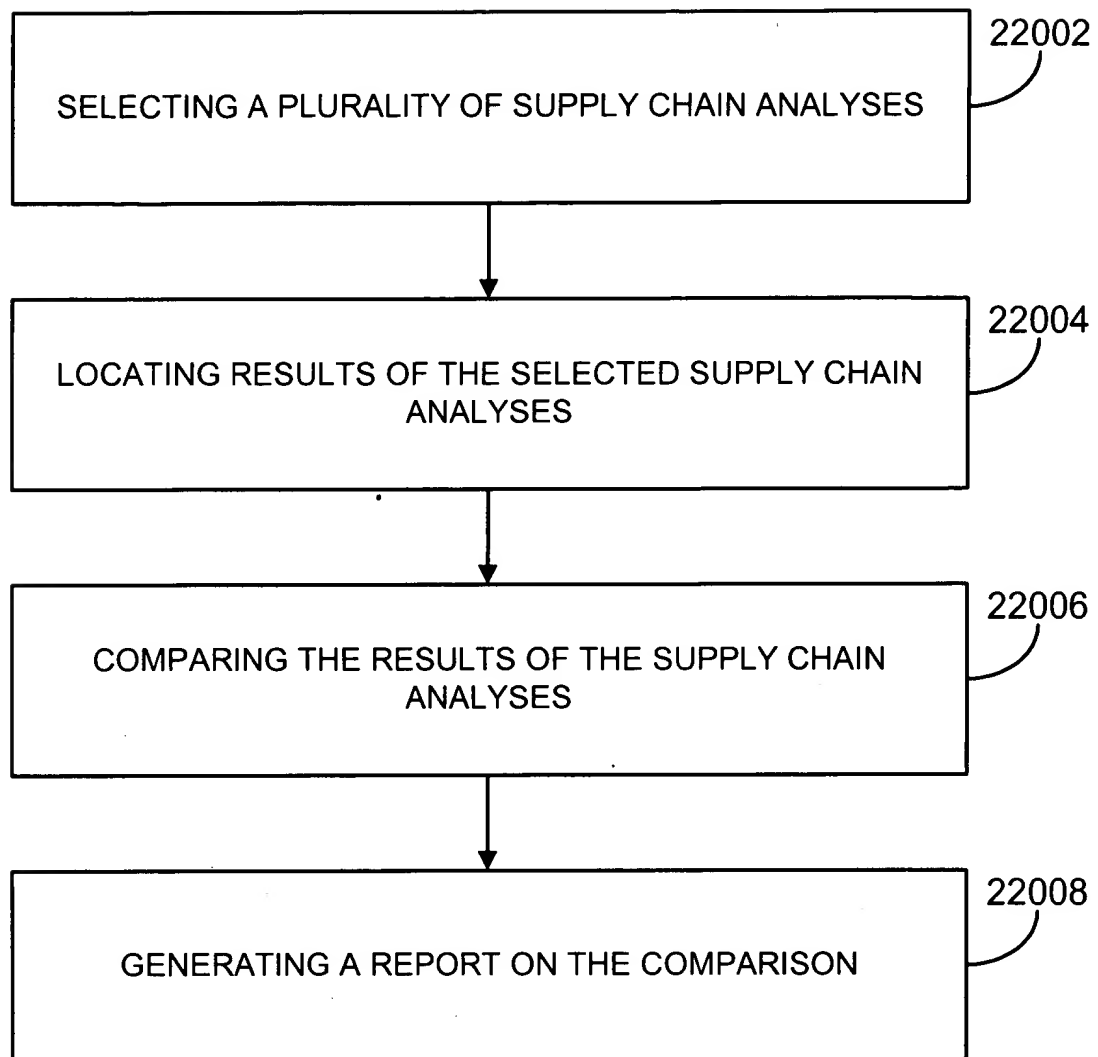 22002
SELECTING A PLURALITY OF SUPPLY CHAIN ANALYSES
22004
LOCATING RESULTS OF THE SELECTED SUPPLY CHAIN
ANALYSES
22006
COMPARING THE RESULTS OF THE SUPPLY CHAIN
ANALYSES
22008
GENERATING A REPORT ON THE COMPARISON